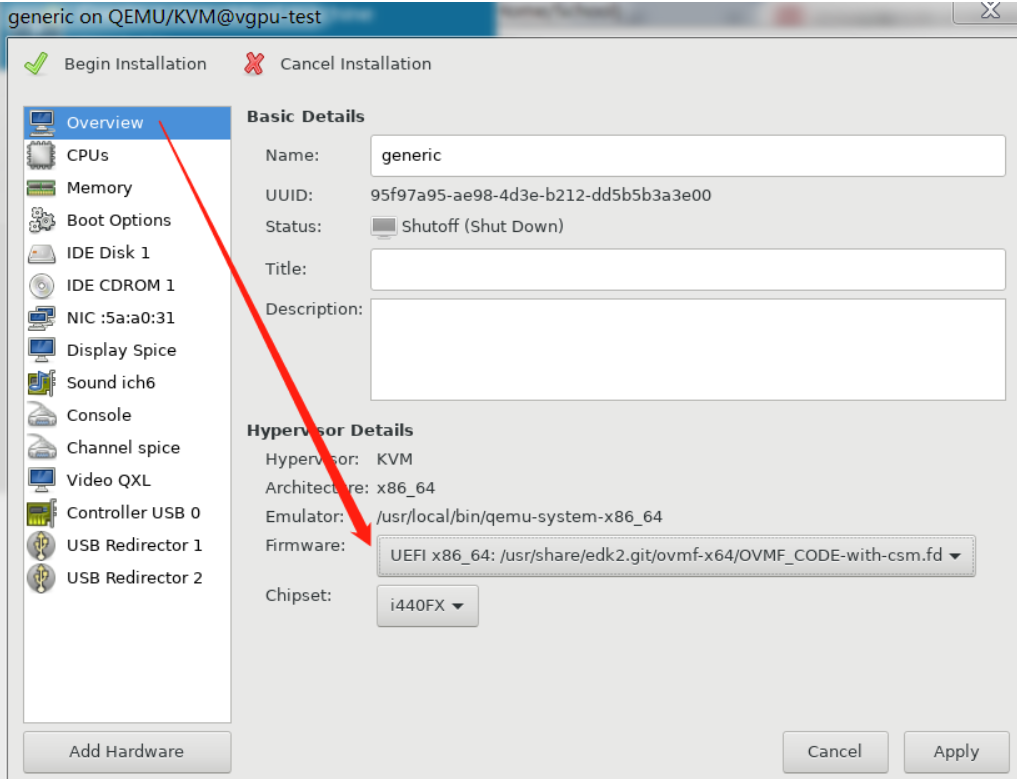 generic on QEMU/KVM@vgpu-test
Begin Installation
Cancel Installation
Overview
CPUs
Memory
Boot Options
IDE Disk 1
IDE CDROM 1
NIC :5a:a0:31
Display Spice
Sound ich6
Console
Channel spice
Video QXL
Controller USB 0
USB Redirector 1
USB Redirector 2
Add Hardware
Basic Details
Name: generic
UUID: 95f97a95-ae98-4d3e-b212-dd5b5b3a3e00
Status: Shutoff (Shut Down)
Title:
Description:
Hypervisor Details
Hypervisor: KVM
Architecture: x86_64
Emulator: /usr/local/bin/qemu-system-x86_64
Firmware: UEFI x86_64: /usr/share/edk2.git/ovmf-x64/OVMF_CODE-with-csm.fd
Chipset: i440FX
Cancel
Apply